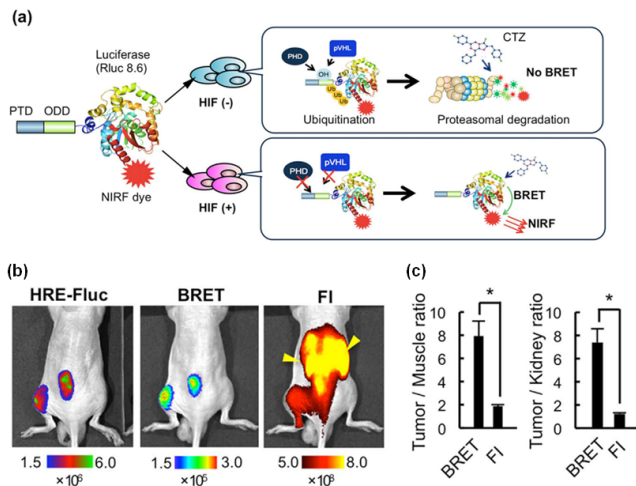 (a)
Luciferase
(Rluc 8.6)
PTD ODD
NIRF dye
HIF (-)
HIF (+)
PHD
pVHL
OH
Ub
Ub
Ub
Ubiquitination
CTZ
No BRET
Proteasomal degradation
PHD
pVHL
BRET
NIRF
(b)
HRE-Fluc BRET FI
1.5 6.0 1.5 3.0 5.0 8.0
×10⁶ ×10⁵ ×10⁸
(c)
Tumor / Muscle ratio
10
8
6
4
2
0
*
BRET
FI
Tumor / Kidney ratio
10
8
6
4
2
0
*
BRET
FI